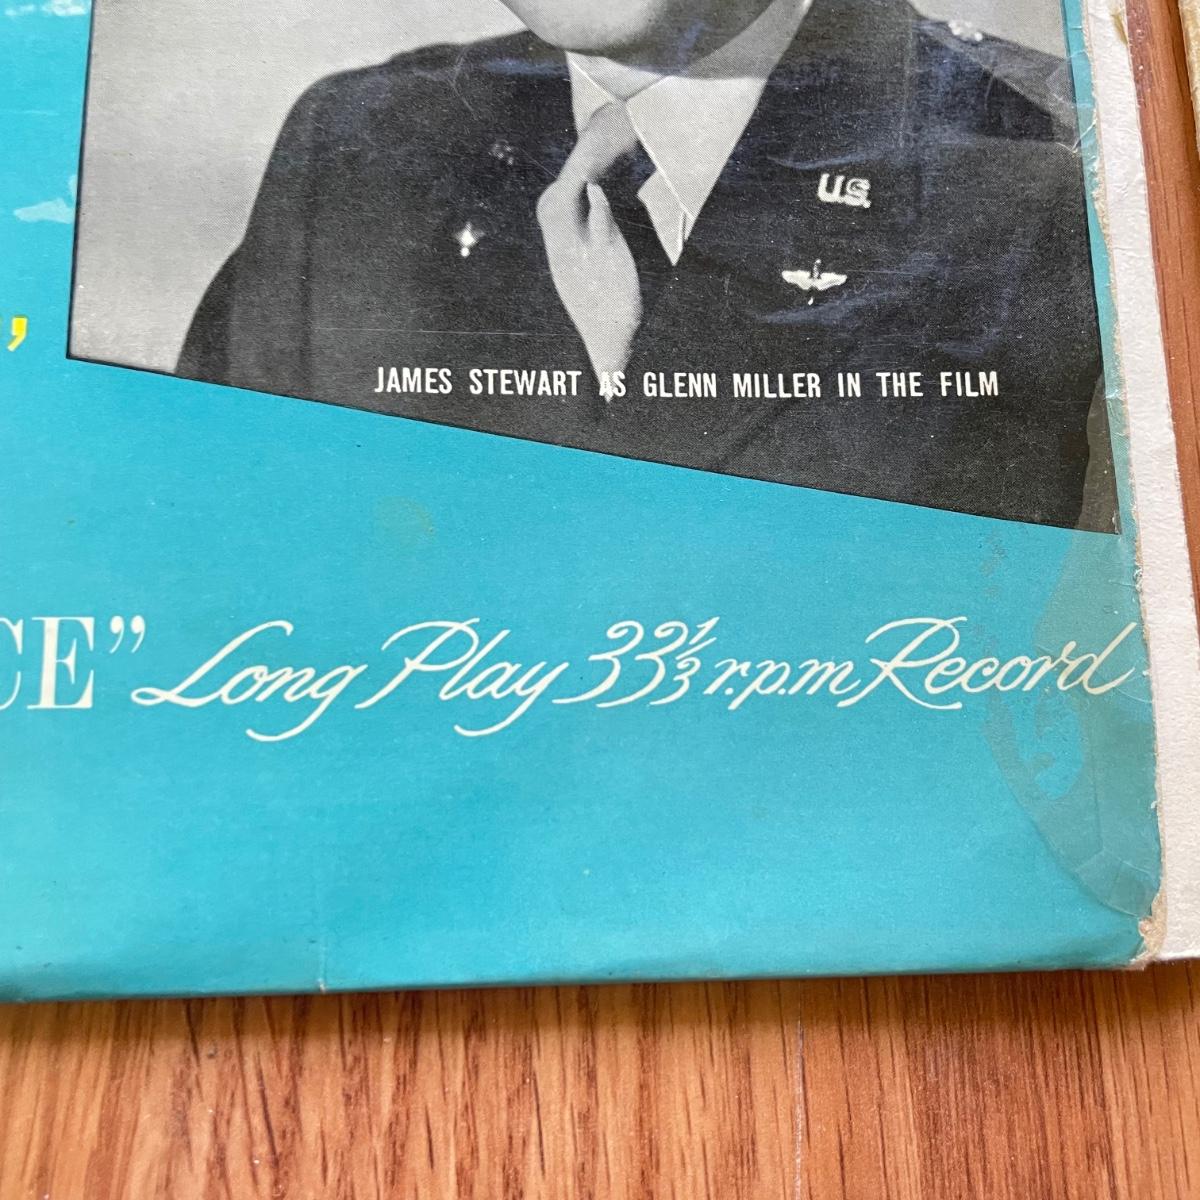 U.S.
,
JAMES STEWART AS GLENN MILLER IN THE FILM
CE” Long Play 33⅓ r.p.m Record